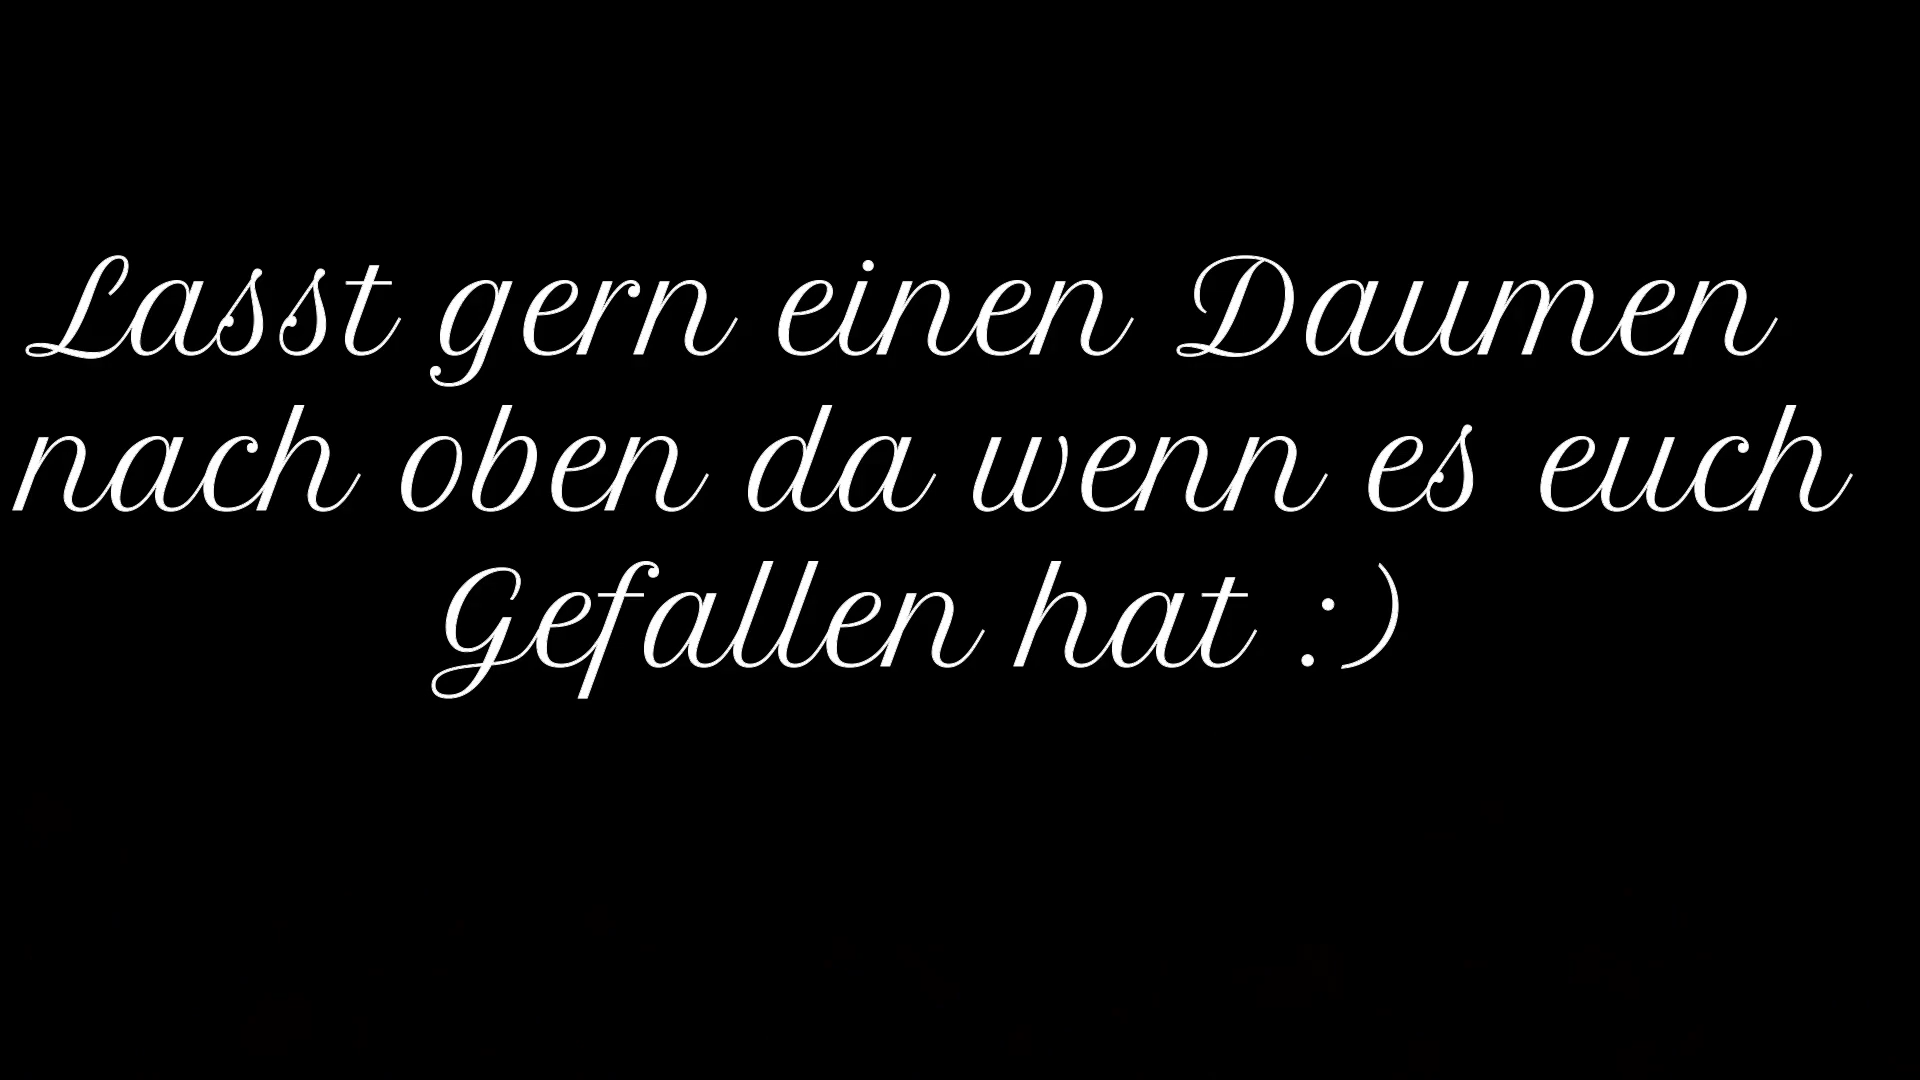 Lasst gern einen Daumen
nach oben da wenn es euch
Gefallen hat :)